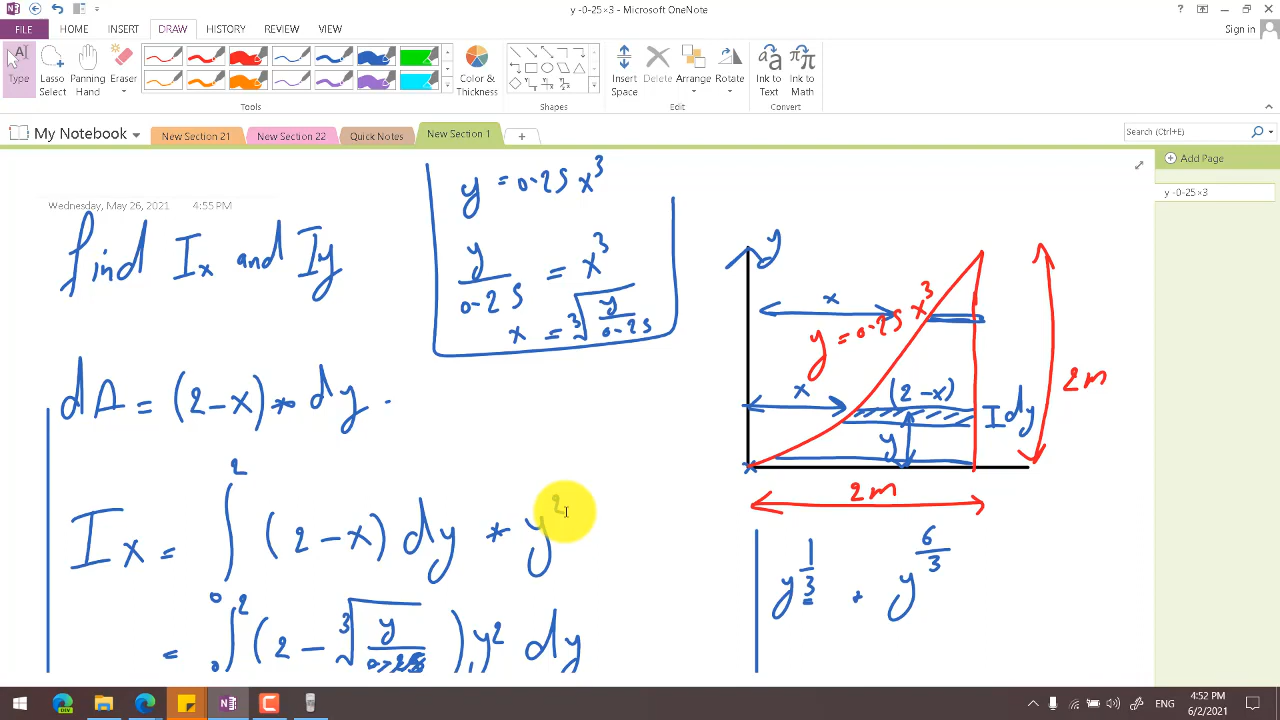 y -0-25×3 - Microsoft OneNote
Sign in
FILE HOME INSERT DRAW HISTORY REVIEW VIEW
Type
Lasso Select
Panning Hand
Eraser
Color & Thickness
Insert Space
Delete
Arrange
Rotate
Ink to Text
Ink to Math
Tools Shapes Edit Convert
My Notebook New Section 21 New Section 22 Quick Notes New Section 1 + Search (Ctrl+E)
Add Page
y -0-25×3
Wednesday, May 26, 2021 4:55 PM
find Ix and Iy
y = 0.25 x³
y/0.25 = x³
x = ∛(y/0.25)
dA = (2-x) * dy.
Ix = ∫₀² (2-x) dy * y²
= ∫₀² (2 - ∛(y/0.25)) y² dy
y
x
y = 0.25 x³
x
(2-x)
dy
y
2m
2m
x
y^(1/3) * y^(6/3)
ENG
4:52 PM
6/2/2021